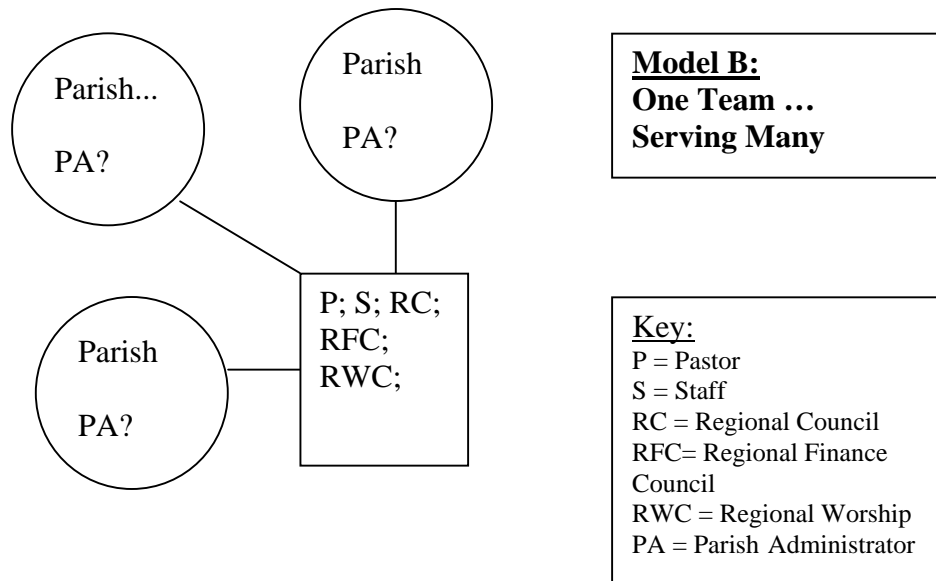 Parish...
PA?
Parish
PA?
Model B:
One Team …
Serving Many
P; S; RC;
RFC;
RWC;
Parish
PA?
Key:
P = Pastor
S = Staff
RC = Regional Council
RFC= Regional Finance
Council
RWC = Regional Worship
PA = Parish Administrator